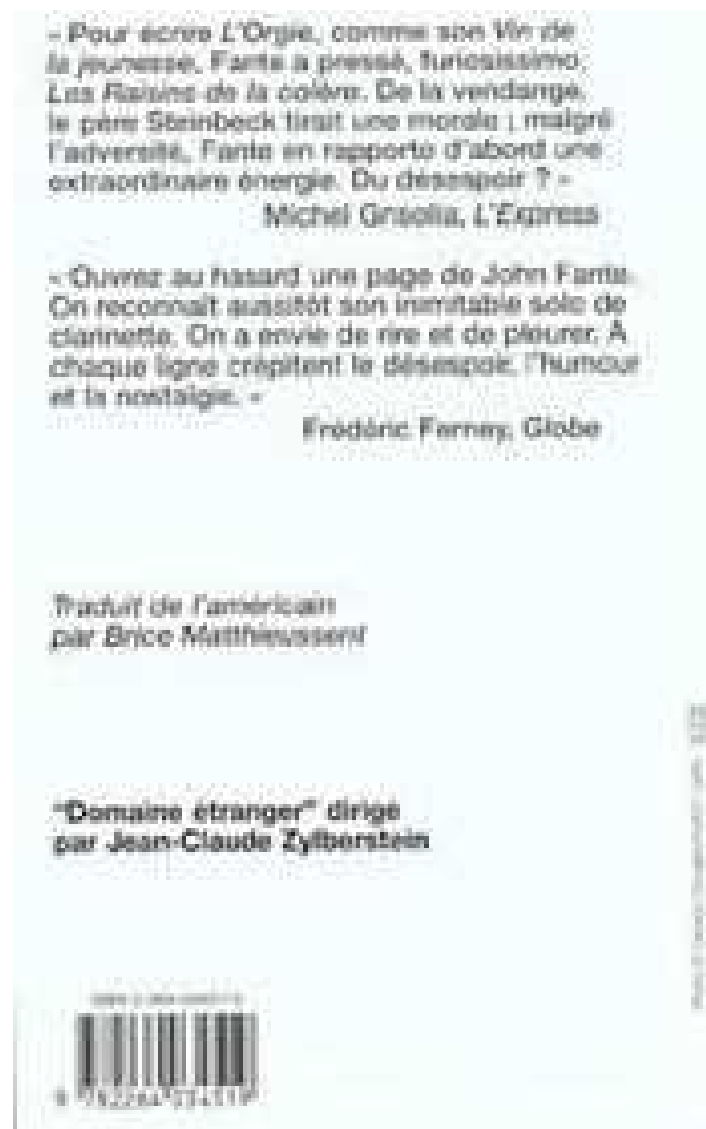 « Pour écrire L'Orgie, comme son Vin de
la jeunesse, Fante a pressé, furiosissimo,
Les Raisins de la colère. De la vendange,
le père Steinbeck tirait une morale ; malgré
l'adversité, Fante en rapporte d'abord une
extraordinaire énergie. Du désespoir ? »
Michel Grisolia, L'Express
« Ouvrez au hasard une page de John Fante.
On reconnaît aussitôt son inimitable solo de
clarinette. On a envie de rire et de pleurer. A
chaque ligne crépitent le désespoir, l'humour
et la nostalgie. »
Frédéric Ferney, Globe
Traduit de l'américain
par Brice Matthieussent
"Domaine étranger" dirigé
par Jean-Claude Zylberstein